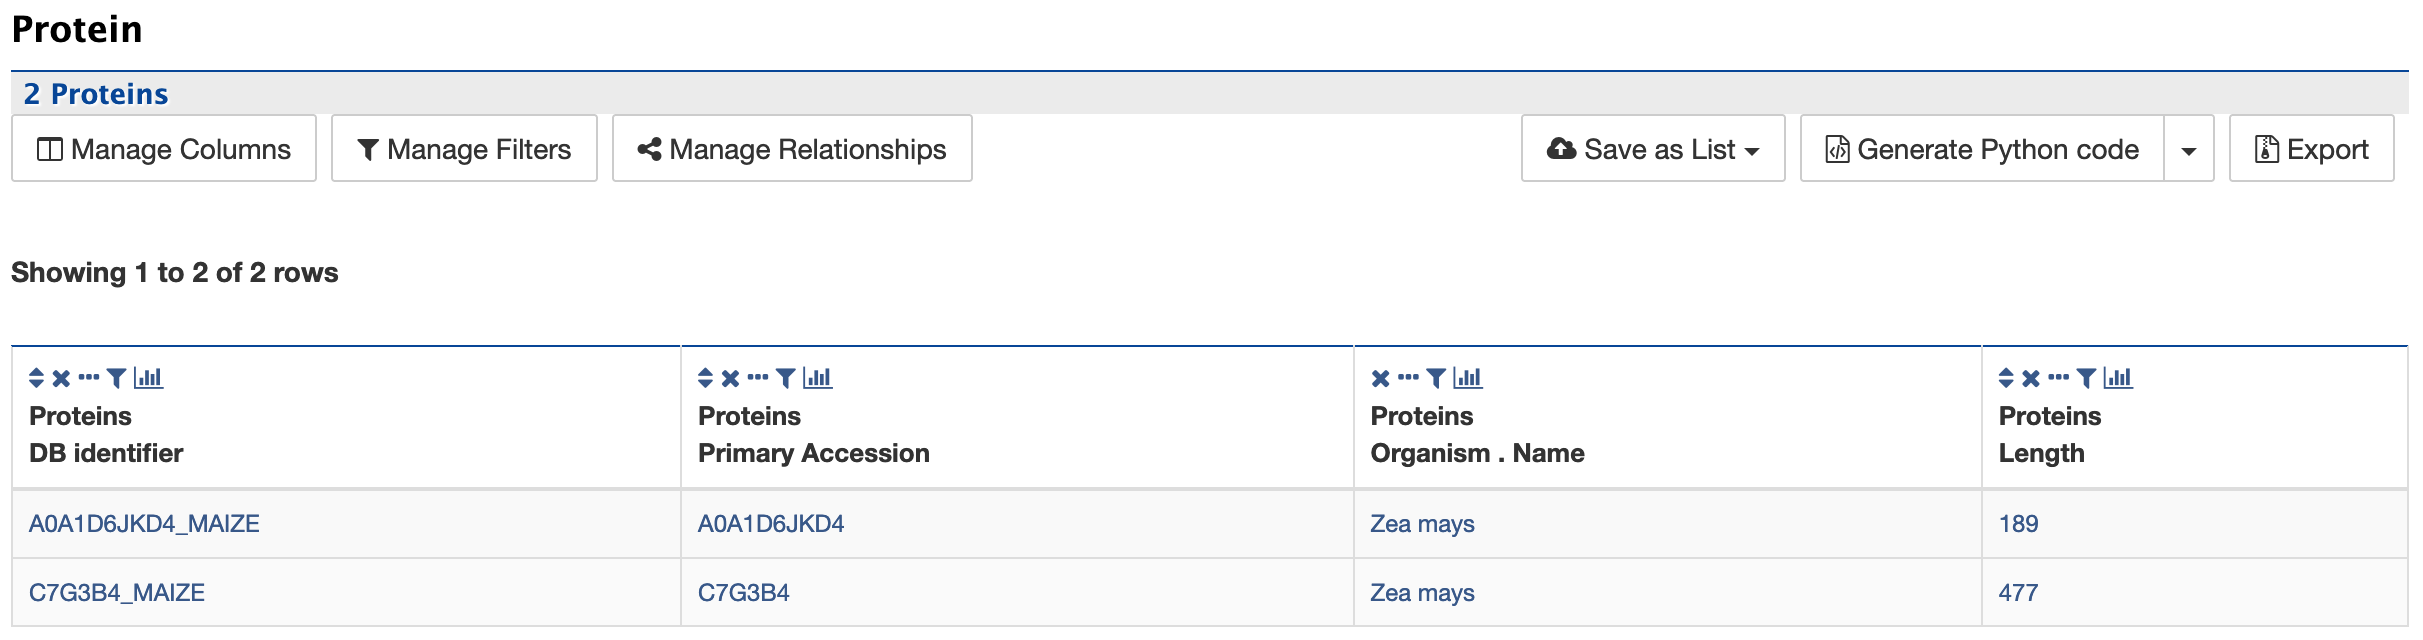 Protein
2 Proteins
Manage Columns Manage Filters Manage Relationships Save as List Generate Python code Export
Showing 1 to 2 of 2 rows
Proteins Proteins Proteins Proteins
DB identifier Primary Accession Organism . Name Length
A0A1D6JKD4_MAIZE A0A1D6JKD4 Zea mays 189
C7G3B4_MAIZE C7G3B4 Zea mays 477